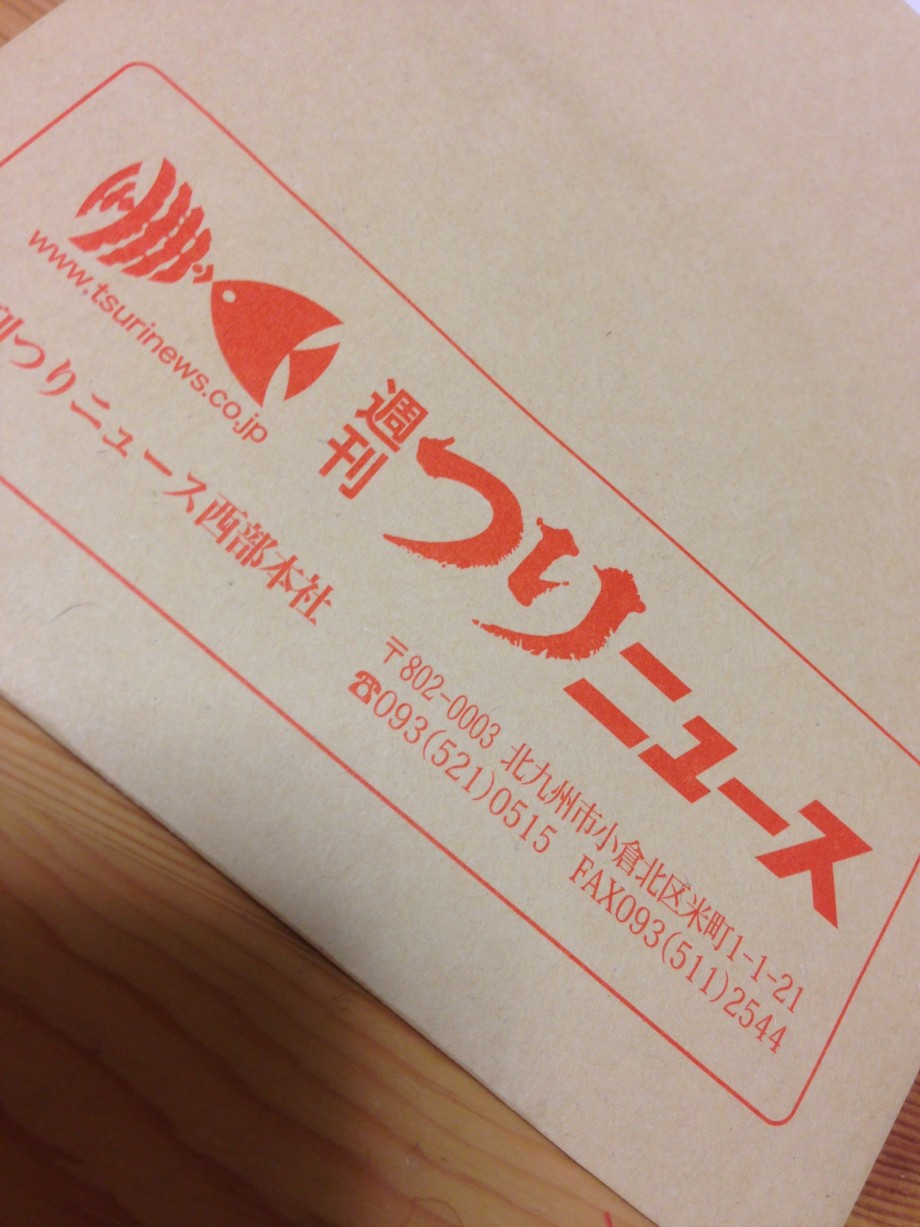 www.tsurinews.co.jp
週刊
つりニュース
刊つりニュース西部本社
〒802-0003 北九州市小倉北区米町1-1-21
☎093(521)0515 FAX093(511)2544